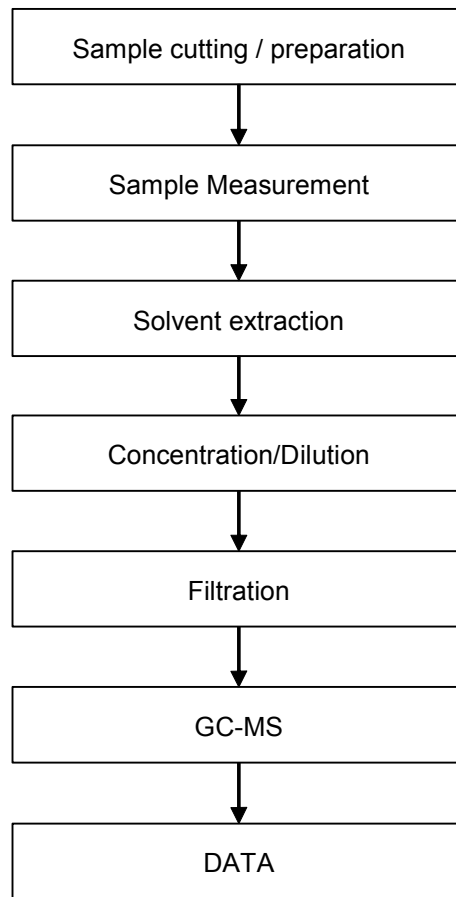 Sample cutting / preparation
Sample Measurement
Solvent extraction
Concentration/Dilution
Filtration
GC-MS
DATA